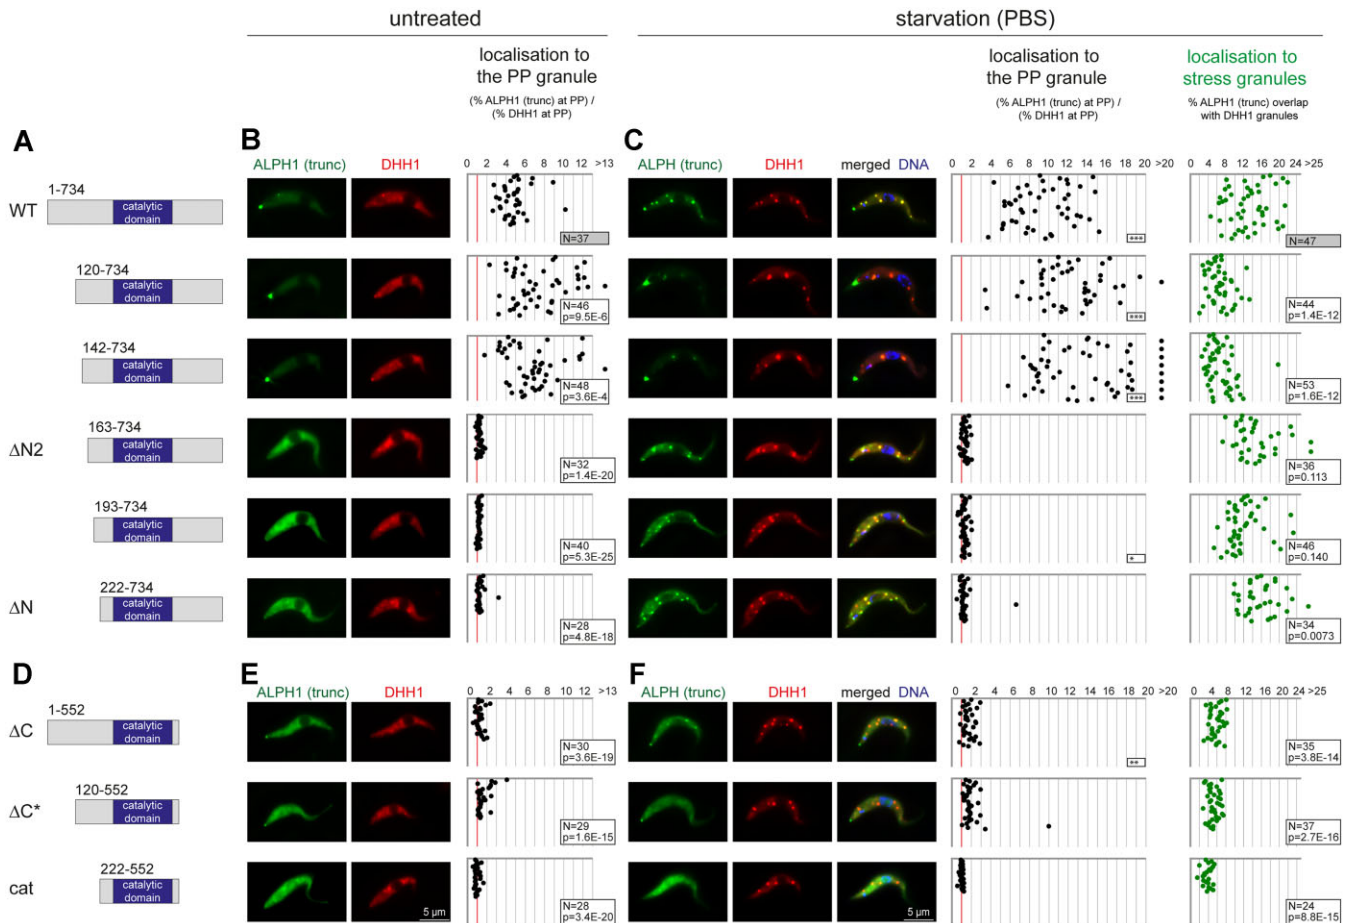 untreated
starvation (PBS)
localisation to
the PP granule
(% ALPH1 (trunc) at PP) /
(% DHH1 at PP)
localisation to
the PP granule
(% ALPH1 (trunc) at PP) /
(% DHH1 at PP)
localisation to
stress granules
% ALPH1 (trunc) overlap
with DHH1 granules
A
B
C
ALPH1 (trunc) DHH1 0 2 4 6 8 10 12 >13
ALPH (trunc) DHH1 merged DNA 0 2 4 6 8 10 12 14 16 18 20 >20
0 4 8 12 16 20 24 >25
1-734
WT
catalytic
domain
N=37
***
N=47
120-734
catalytic
domain
N=46
p=9.5E-6
***
N=44
p=1.4E-12
142-734
catalytic
domain
N=48
p=3.6E-4
***
N=53
p=1.6E-12
163-734
ΔN2
catalytic
domain
N=32
p=1.4E-20
N=36
p=0.113
193-734
catalytic
domain
N=40
p=5.3E-25
*
N=46
p=0.140
222-734
ΔN
catalytic
domain
N=28
p=4.8E-18
N=34
p=0.0073
D
E
F
ALPH1 (trunc) DHH1 0 2 4 6 8 10 12 >13
ALPH (trunc) DHH1 merged DNA 0 2 4 6 8 10 12 14 16 18 20 >20
0 4 8 12 16 20 24 >25
1-552
ΔC
catalytic
domain
N=30
p=3.6E-19
**
N=35
p=3.8E-14
120-552
ΔC*
catalytic
domain
N=29
p=1.6E-15
N=37
p=2.7E-16
222-552
cat
catalytic
domain
5 µm
N=28
p=3.4E-20
5 µm
N=24
p=8.8E-15